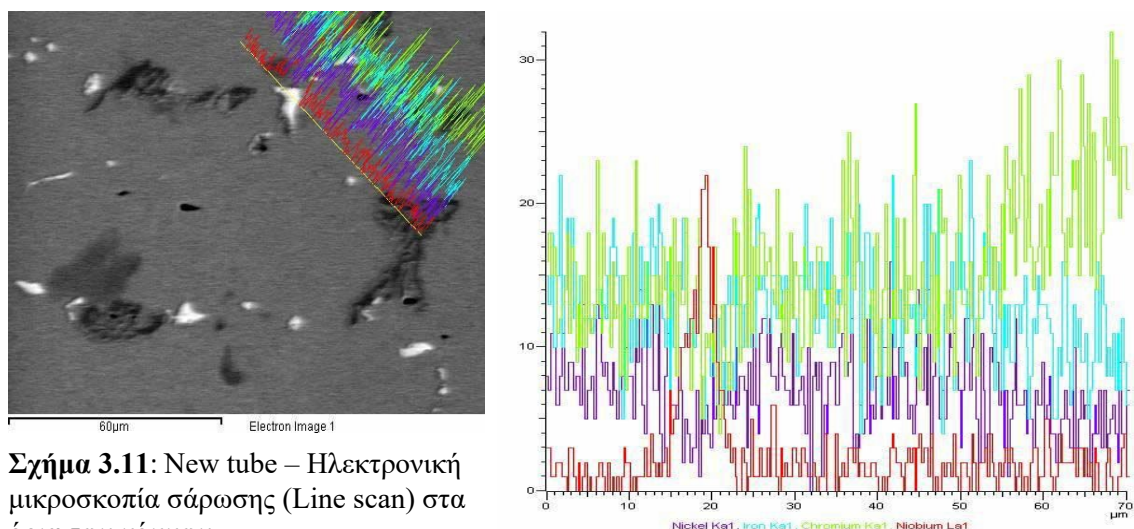 60μm
Electron Image 1
Σχήμα 3.11: New tube – Ηλεκτρονική
μικροσκοπία σάρωσης (Line scan) στα
30
20
10
0
0
10
20
30
40
50
60
70
μm
Nickel Ka1, Iron Ka1, Chromium Ka1, Niobium La1